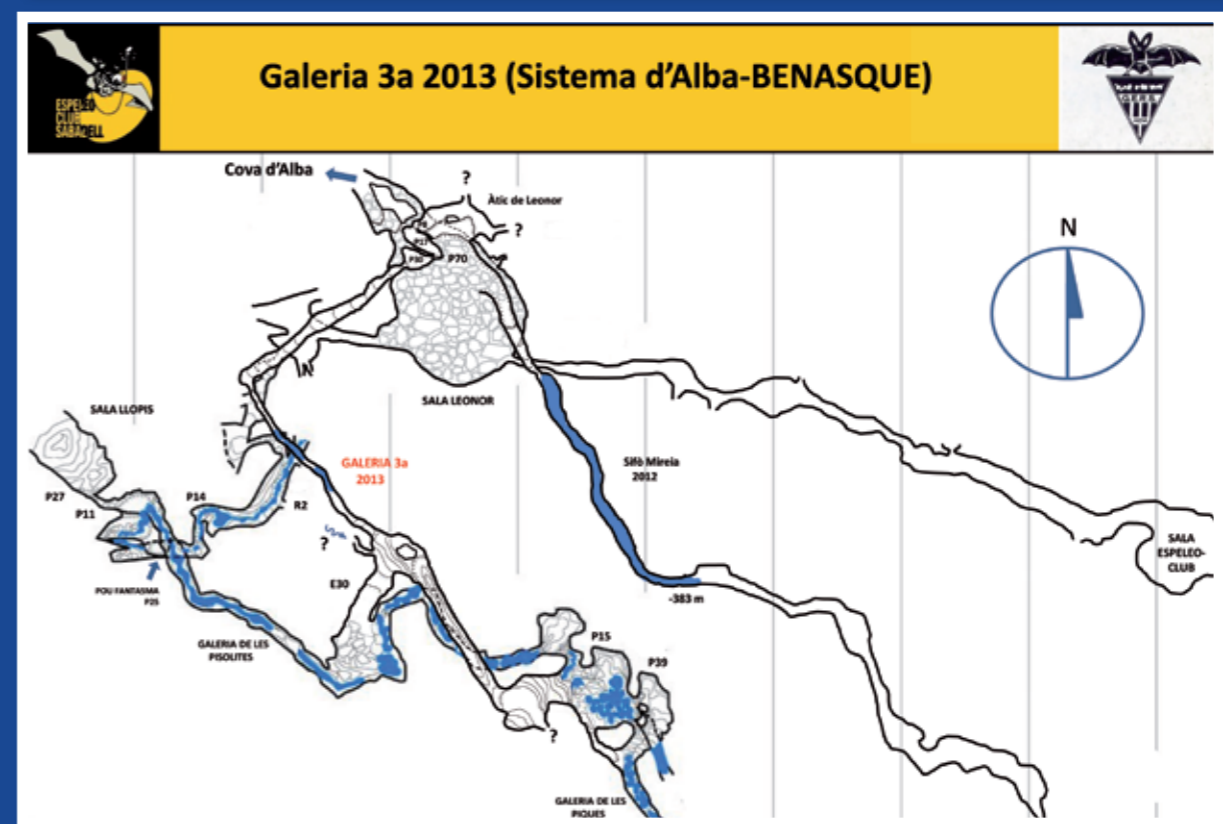 Galeria 3a 2013 (Sistema d'Alba-BENASQUE)
ESPELEO
CLUB
SABADELL
G.E.R.S.
Cova d'Alba
?
Àtic de Leonor
?
P30
P70
N
SALA LEONOR
SALA LLOPIS
GALERIA 3a
2013
Sifó Mireia
2012
P27
P11
P14
R2
?
E30
POU FANTASMA
P25
GALERIA DE LES
PISOLITES
SALA
ESPELEO-
CLUB
-383 m
P15
P39
?
GALERIA DE LES
PIQUES